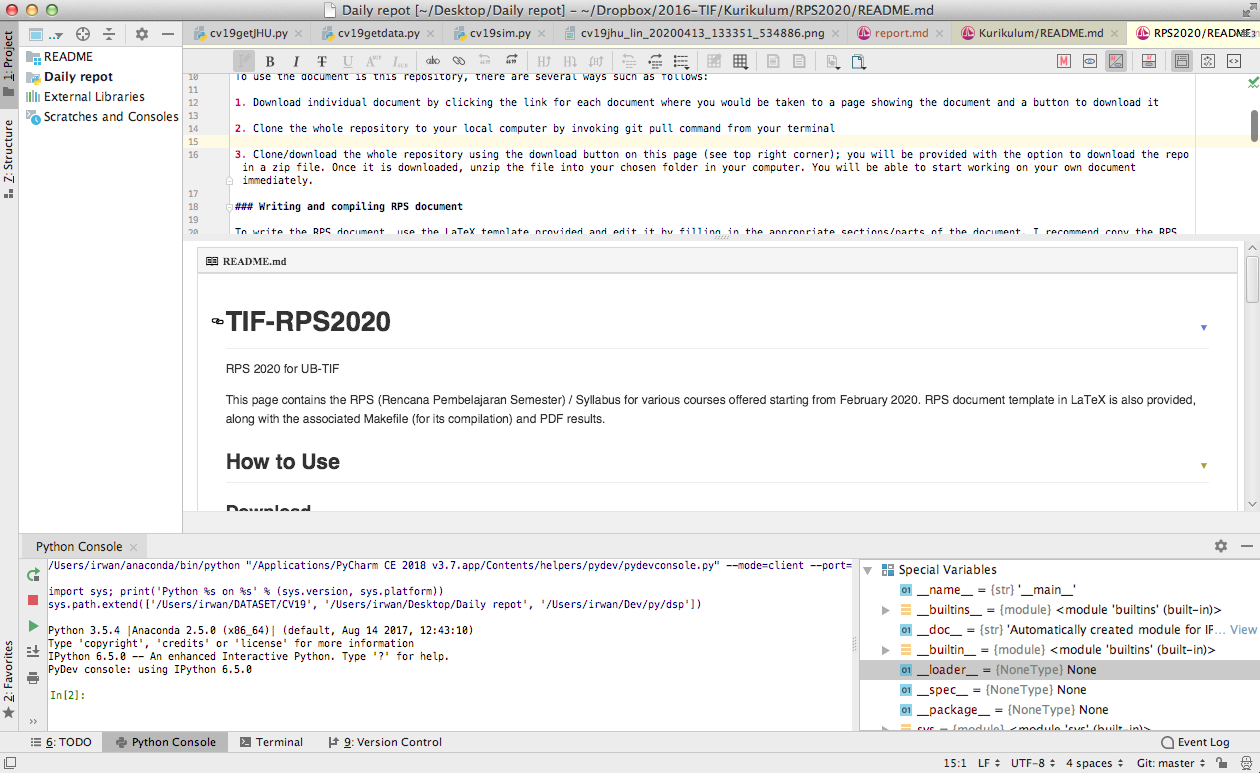 Daily repot [~/Desktop/Daily repot] – ~/Dropbox/2016-TIF/Kurikulum/RPS2020/README.md
1: Project
Z: Structure
2: Favorites
README
Daily repot
External Libraries
Scratches and Consoles
cv19getJHU.py
cv19getdata.py
cv19sim.py
cv19jhu_lin_20200413_133351_534886.png
report.md
Kurikulum/README.md
RPS2020/README
10 To use the document is this repository, there are several ways such as follows:
11
12 1. Download individual document by clicking the link for each document where you would be taken to a page showing the document and a button to download it
13
14 2. Clone the whole repository to your local computer by invoking git pull command from your terminal
15
16 3. Clone/download the whole repository using the download button on this page (see top right corner); you will be provided with the option to download the repo
in a zip file. Once it is downloaded, unzip the file into your chosen folder in your computer. You will be able to start working on your own document
immediately.
17
18 ### Writing and compiling RPS document
19
20 To write the RPS document, use the LaTeX template provided and edit it by filling in the appropriate sections/parts of the document. I recommend copy the RPS
README.md
TIF-RPS2020
RPS 2020 for UB-TIF
This page contains the RPS (Rencana Pembelajaran Semester) / Syllabus for various courses offered starting from February 2020. RPS document template in LaTeX is also provided,
along with the associated Makefile (for its compilation) and PDF results.
How to Use
Download
Python Console
/Users/irwan/anaconda/bin/python "/Applications/PyCharm CE 2018 v3.7.app/Contents/helpers/pydev/pydevconsole.py" --mode=client --port=
import sys; print('Python %s on %s' % (sys.version, sys.platform))
sys.path.extend(['/Users/irwan/DATASET/CV19', '/Users/irwan/Desktop/Daily repot', '/Users/irwan/Dev/py/dsp'])
Python 3.5.4 |Anaconda 2.5.0 (x86_64)| (default, Aug 14 2017, 12:43:10)
Type 'copyright', 'credits' or 'license' for more information
IPython 6.5.0 -- An enhanced Interactive Python. Type '?' for help.
PyDev console: using IPython 6.5.0
In[2]:
Special Variables
__name__ = {str} '__main__'
__builtins__ = {module} <module 'builtins' (built-in)>
__doc__ = {str} 'Automatically created module for IF... View
__builtin__ = {module} <module 'builtins' (built-in)>
__loader__ = {NoneType} None
__spec__ = {NoneType} None
__package__ = {NoneType} None
sys = {module} <module 'sys' (built-in)>
6: TODO
Python Console
Terminal
9: Version Control
Event Log
15:1 LF UTF-8 4 spaces Git: master